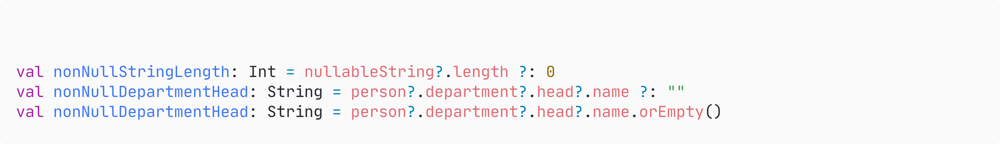 val nonNullStringLength: Int = nullableString?.length ?: 0
val nonNullDepartmentHead: String = person?.department?.head?.name ?: ""
val nonNullDepartmentHead: String = person?.department?.head?.name.orEmpty()